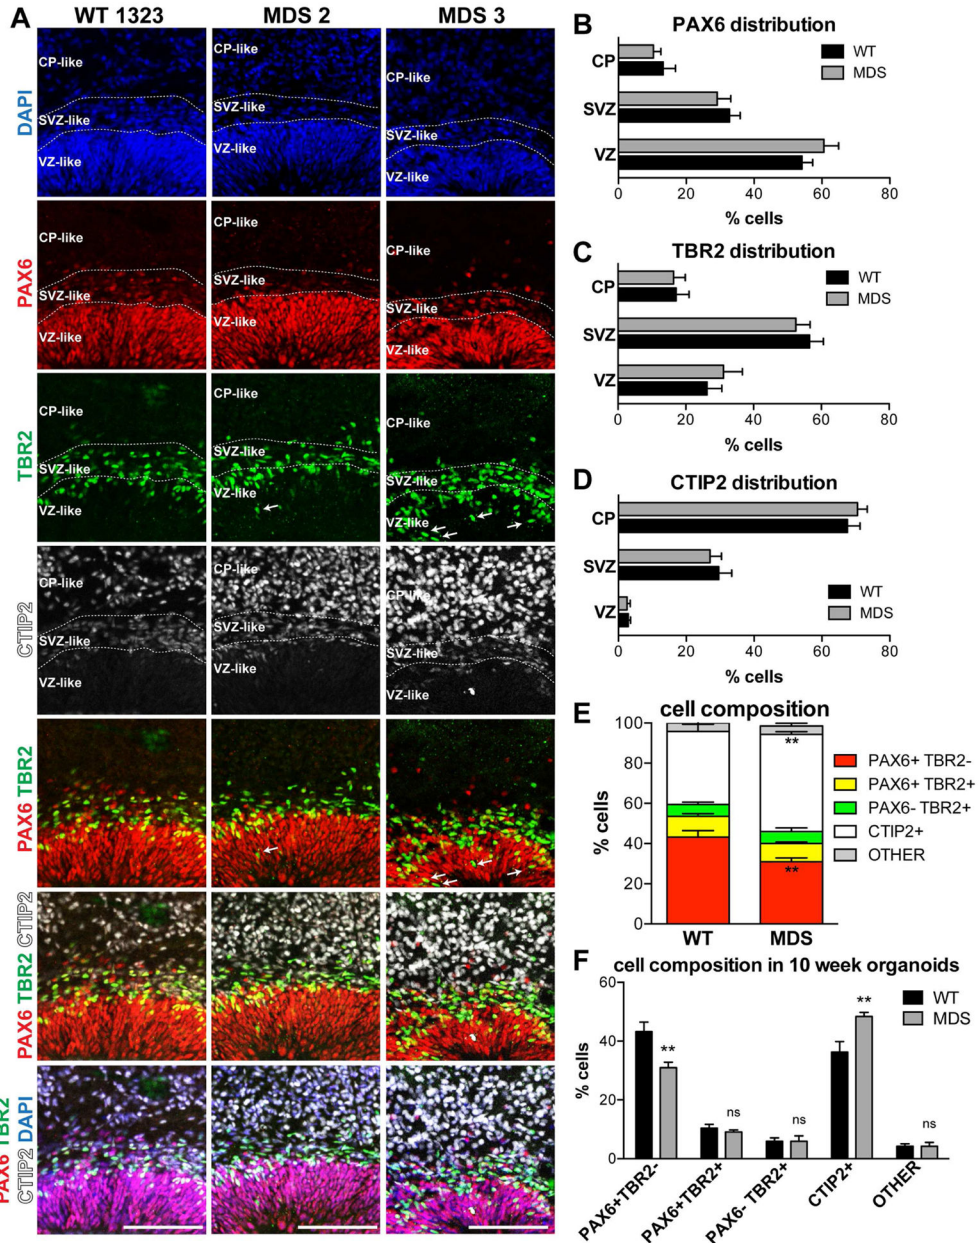 A
WT 1323
MDS 2
MDS 3
DAPI
CP-like
SVZ-like
VZ-like
CP-like
SVZ-like
VZ-like
CP-like
SVZ-like
VZ-like
PAX6
CP-like
SVZ-like
VZ-like
CP-like
SVZ-like
VZ-like
CP-like
SVZ-like
VZ-like
TBR2
CP-like
SVZ-like
VZ-like
CP-like
SVZ-like
VZ-like
CP-like
SVZ-like
VZ-like
CTIP2
CP-like
SVZ-like
VZ-like
CP-like
SVZ-like
VZ-like
CP-like
SVZ-like
VZ-like
PAX6 TBR2
PAX6 TBR2 CTIP2
PAX6 TBR2
CTIP2 DAPI
B
PAX6 distribution
CP
SVZ
VZ
WT
MDS
0 20 40 60 80
% cells
C
TBR2 distribution
CP
SVZ
VZ
WT
MDS
0 20 40 60 80
% cells
D
CTIP2 distribution
CP
SVZ
VZ
WT
MDS
0 20 40 60 80
% cells
E
cell composition
% cells
100
80
60
40
20
0
**
**
WT MDS
PAX6+ TBR2-
PAX6+ TBR2+
PAX6- TBR2+
CTIP2+
OTHER
F
cell composition in 10 week organoids
% cells
60
40
20
0
WT
MDS
**
ns
ns
**
ns
PAX6+TBR2-
PAX6+TBR2+
PAX6- TBR2+
CTIP2+
OTHER